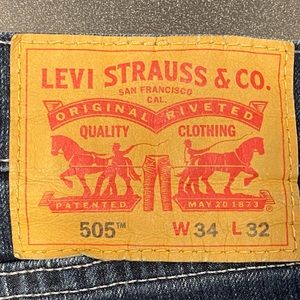 LEVI STRAUSS & CO.
SAN FRANCISCO
CAL.
ORIGINAL RIVETED
QUALITY CLOTHING
PATENTED MAY 20 1873
505™ W 34 L 32